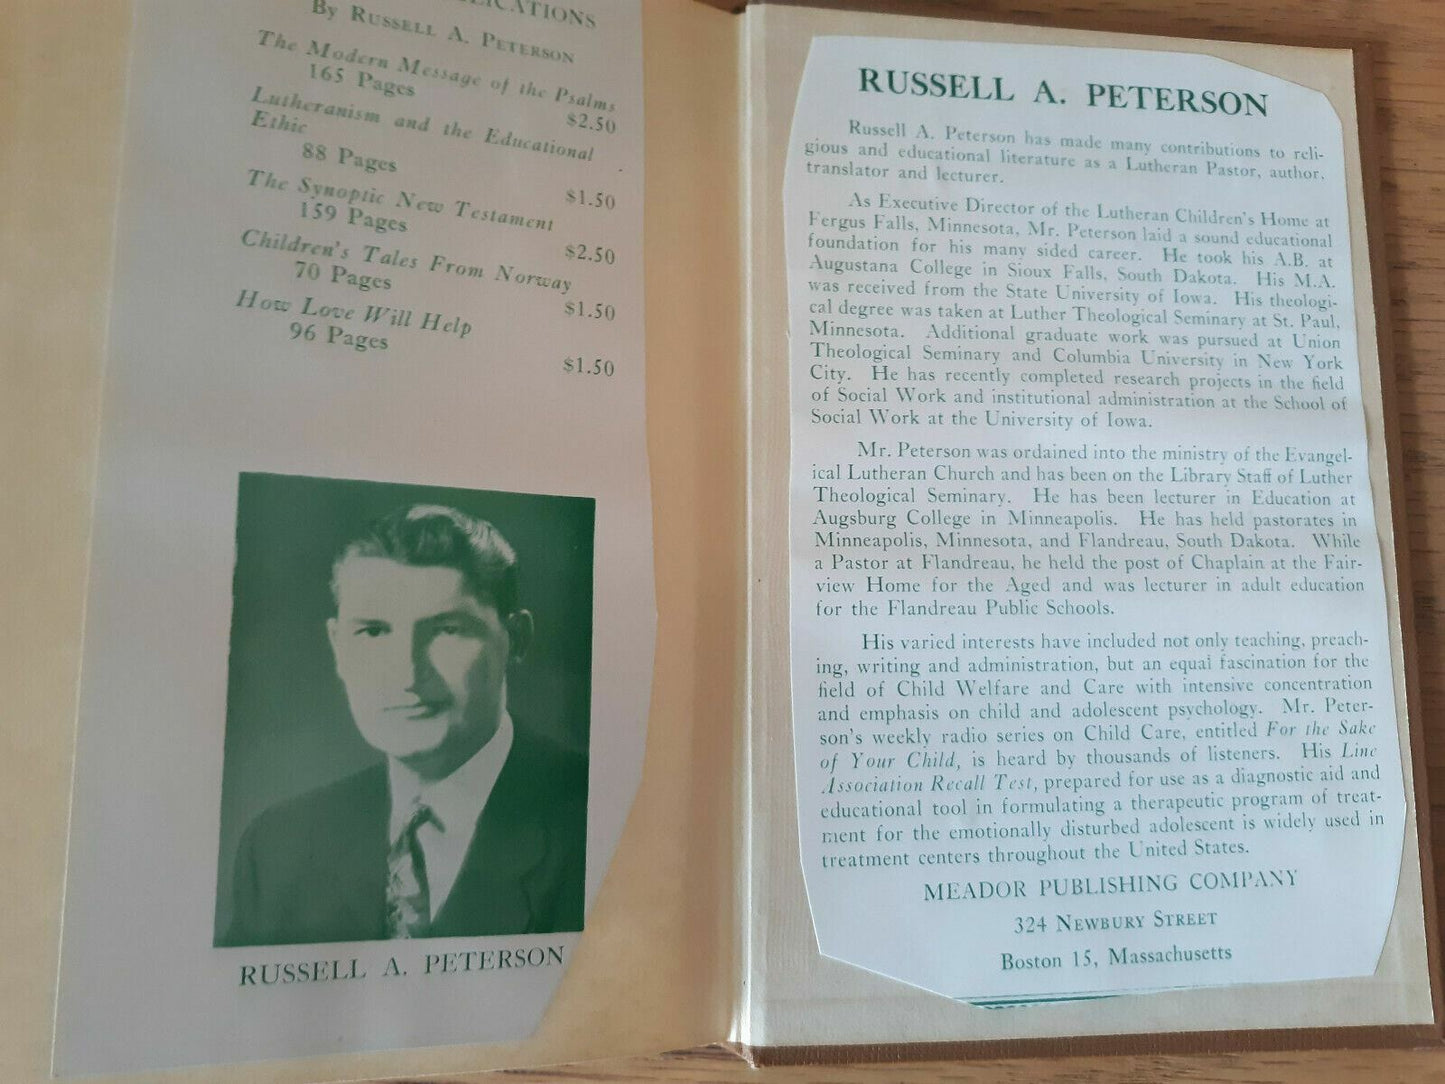 By RUSSELL A. PETERSON
The Modern Message of the Psalms
165 Pages
$2.50
Lutheranism and the Educational
Ethic
88 Pages
$1.50
The Synoptic New Testament
159 Pages
$2.50
Children's Tales From Norway
70 Pages
$1.50
How Love Will Help
96 Pages
$1.50
RUSSELL A. PETERSON
RUSSELL A. PETERSON
Russell A. Peterson has made many contributions to reli-
gious and educational literature as a Lutheran Pastor, author,
translator and lecturer.
As Executive Director of the Lutheran Children's Home at
Fergus Falls, Minnesota, Mr. Peterson laid a sound educational
foundation for his many sided career. He took his A.B. at
Augustana College in Sioux Falls, South Dakota. His M.A.
was received from the State University of Iowa. His theologi-
cal degree was taken at Luther Theological Seminary at St. Paul,
Minnesota. Additional graduate work was pursued at Union
Theological Seminary and Columbia University in New York
City. He has recently completed research projects in the field
of Social Work and institutional administration at the School of
Social Work at the University of Iowa.
Mr. Peterson was ordained into the ministry of the Evangel-
ical Lutheran Church and has been on the Library Staff of Luther
Theological Seminary. He has been lecturer in Education at
Augsburg College in Minneapolis. He has held pastorates in
Minneapolis, Minnesota, and Flandreau, South Dakota. While
a Pastor at Flandreau, he held the post of Chaplain at the Fair-
view Home for the Aged and was lecturer in adult education
for the Flandreau Public Schools.
His varied interests have included not only teaching, preach-
ing, writing and administration, but an equal fascination for the
field of Child Welfare and Care with intensive concentration
and emphasis on child and adolescent psychology. Mr. Peter-
son's weekly radio series on Child Care, entitled For the Sake
of Your Child, is heard by thousands of listeners. His Line
Association Recall Test, prepared for use as a diagnostic aid and
educational tool in formulating a therapeutic program of treat-
ment for the emotionally disturbed adolescent is widely used in
treatment centers throughout the United States.
MEADOR PUBLISHING COMPANY
324 NEWBURY STREET
Boston 15, Massachusetts